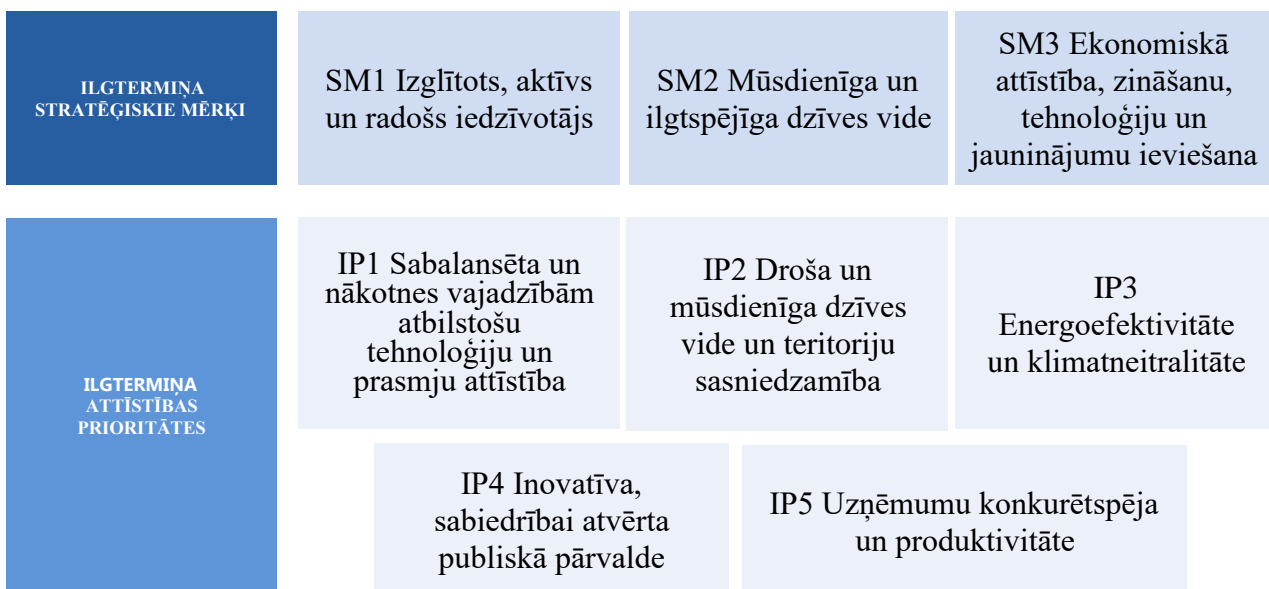 ILGTERMIŅA
STRATĒĢISKIE MĒRĶI
SM1 Izglītots, aktīvs
un radošs iedzīvotājs
SM2 Mūsdienīga un
ilgtspējīga dzīves vide
SM3 Ekonomiskā
attīstība, zināšanu,
tehnoloģiju un
jauninājumu ieviešana
ILGTERMIŅA
ATTĪSTĪBAS
PRIORITĀTES
IP1 Sabalansēta un
nākotnes vajadzībām
atbilstošu
tehnoloģiju un
prasmju attīstība
IP2 Droša un
mūsdienīga dzīves
vide un teritoriju
sasniedzamība
IP3
Energoefektivitāte
un klimatneitralitāte
IP4 Inovatīva,
sabiedrībai atvērta
publiskā pārvalde
IP5 Uzņēmumu konkurētspēja
un produktivitāte